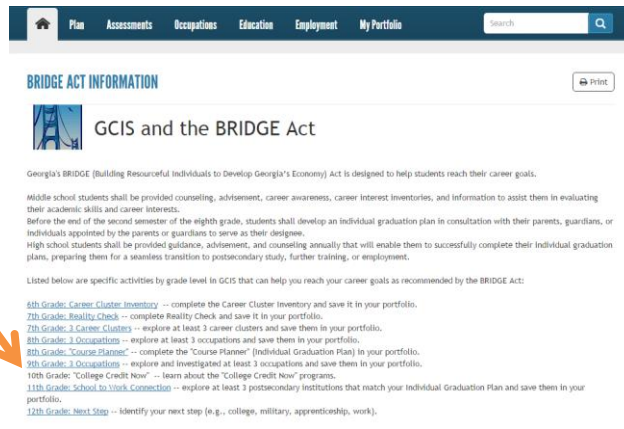 Plan Assessments Occupations Education Employment My Portfolio Search
BRIDGE ACT INFORMATION
Print
GCIS and the BRIDGE Act
Georgia's BRIDGE (Building Resourceful Individuals to Develop Georgia's Economy) Act is designed to help students reach their career goals.
Middle school students shall be provided counseling, advisement, career awareness, career interest inventories, and information to assist them in evaluating
their academic skills and career interests.
Before the end of the second semester of the eighth grade, students shall develop an individual graduation plan in consultation with their parents, guardians, or
individuals appointed by the parents or guardians to serve as their designee.
High school students shall be provided guidance, advisement, and counseling annually that will enable them to successfully complete their individual graduation
plans, preparing them for a seamless transition to postsecondary study, further training, or employment.
Listed below are specific activities by grade level in GCIS that can help you reach your career goals as recommended by the BRIDGE Act:
6th Grade: Career Cluster Inventory -- complete the Career Cluster Inventory and save it in your portfolio.
7th Grade: Reality Check -- complete Reality Check and save it in your portfolio.
7th Grade: 3 Career Clusters -- explore at least 3 career clusters and save them in your portfolio.
8th Grade: 3 Occupations -- explore at least 3 occupations and save them in your portfolio.
8th Grade: "Course Planner" -- complete the "Course Planner" (Individual Graduation Plan) in your portfolio.
9th Grade: 3 Occupations -- explore and investigated at least 3 occupations and save them in your portfolio.
10th Grade: "College Credit Now" -- learn about the "College Credit Now" programs.
11th Grade: School to Work Connection -- explore at least 3 postsecondary institutions that match your Individual Graduation Plan and save them in your
portfolio.
12th Grade: Next Step -- identify your next step (e.g., college, military, apprenticeship, work).